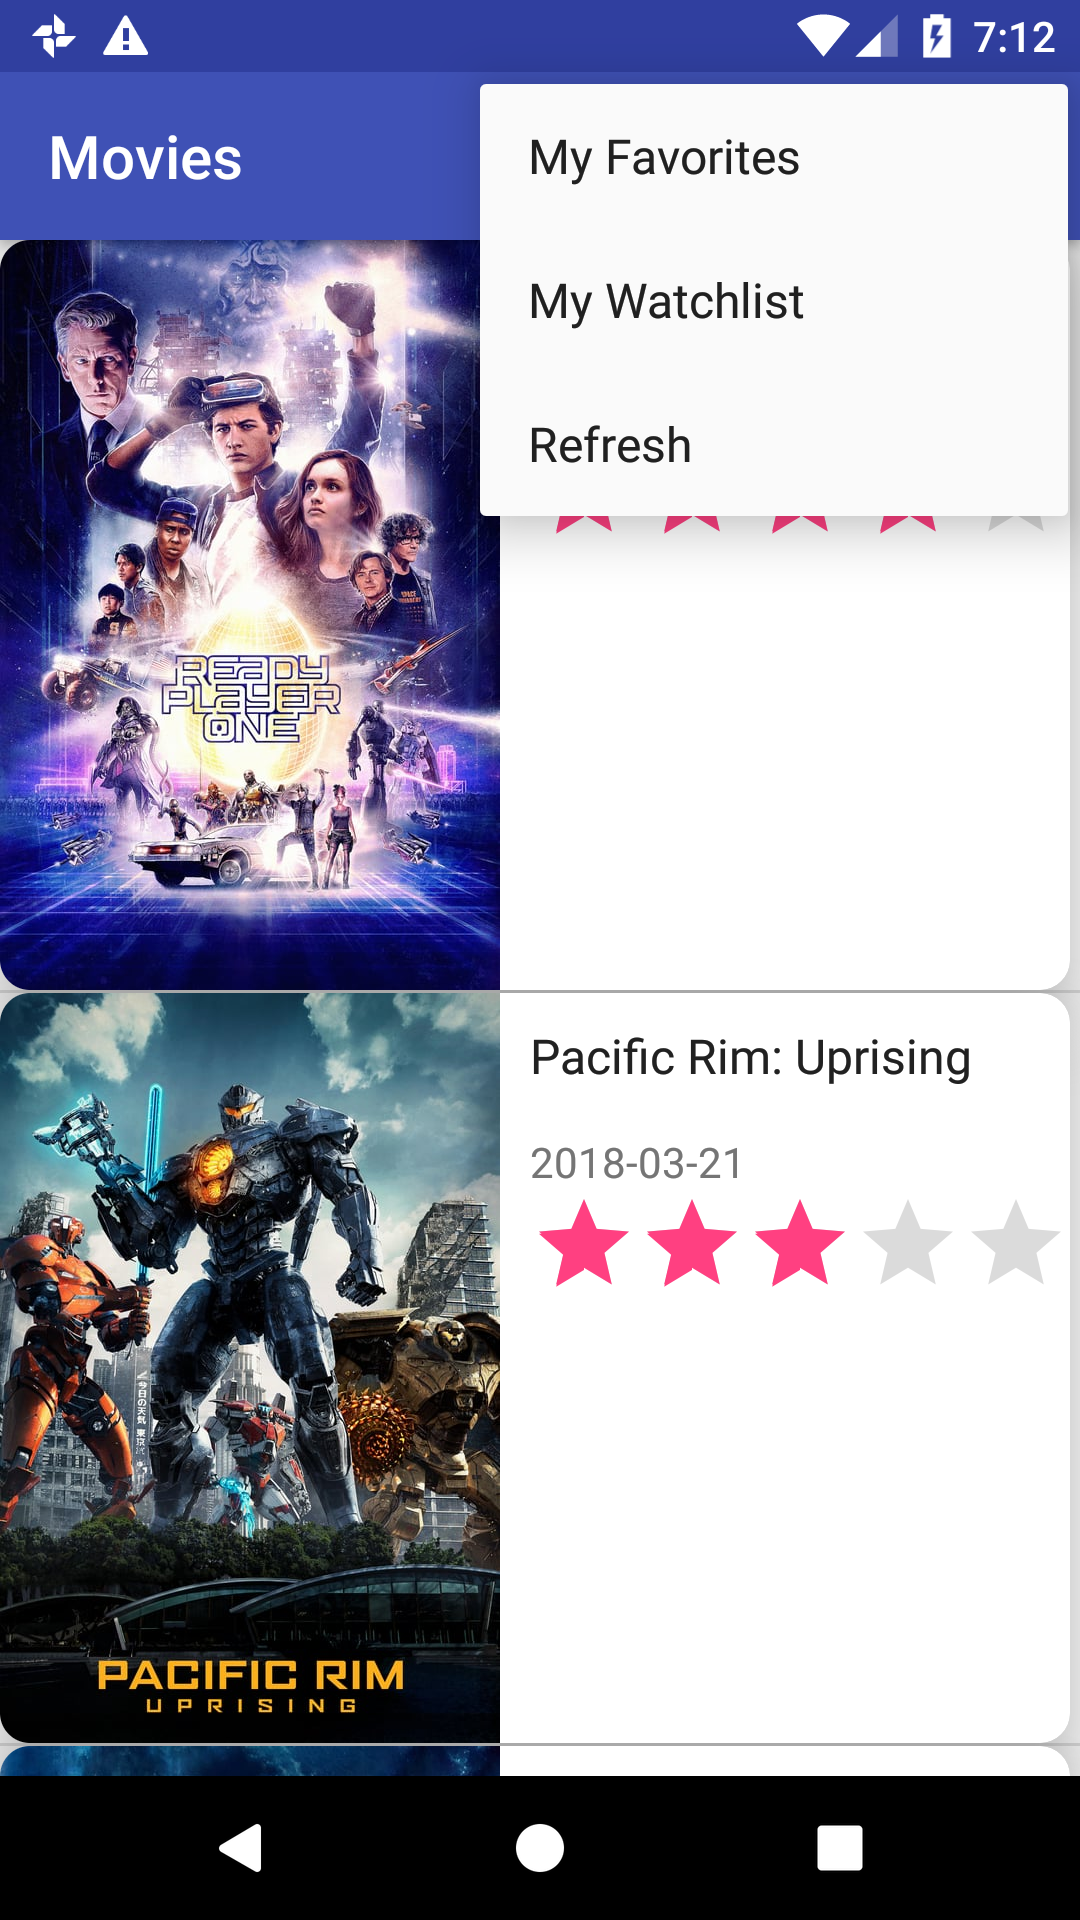 7:12
Movies
My Favorites
My Watchlist
Refresh
READY
PLAYER
ONE
Pacific Rim: Uprising
2018-03-21
PACIFIC RIM
UPRISING